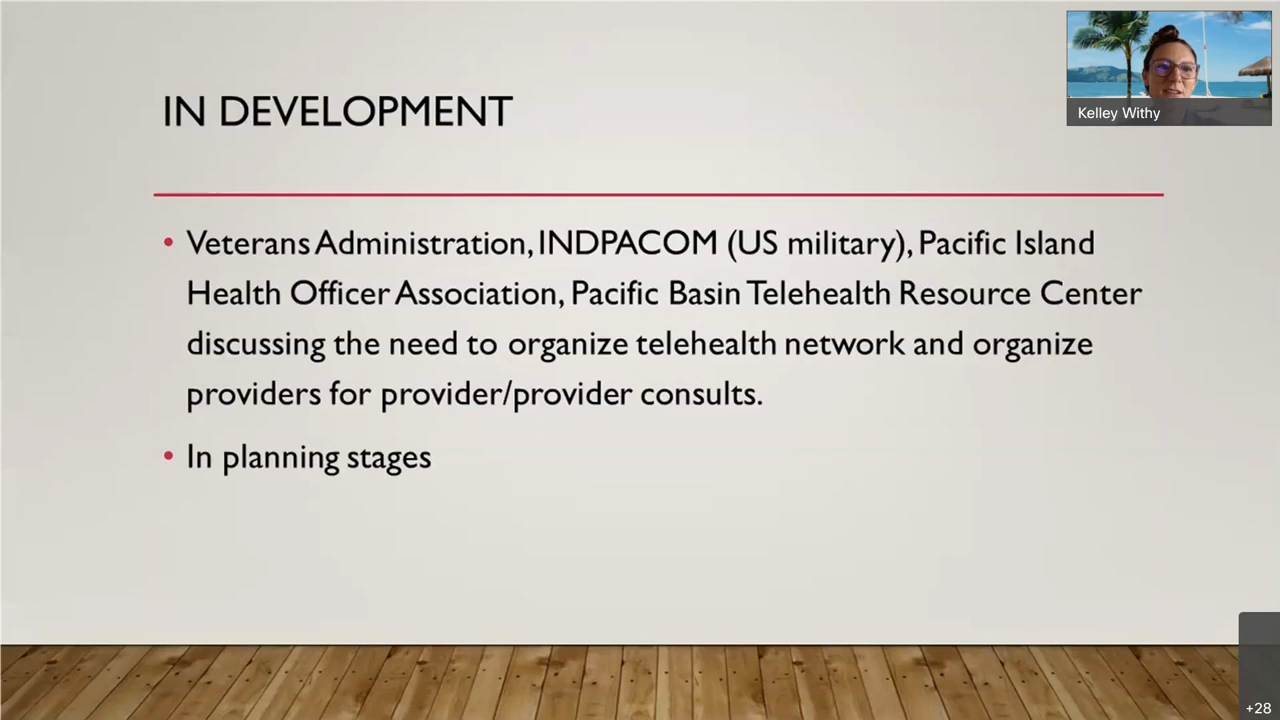 IN DEVELOPMENT
Kelley Withy
• Veterans Administration, INDPACOM (US military), Pacific Island
Health Officer Association, Pacific Basin Telehealth Resource Center
discussing the need to organize telehealth network and organize
providers for provider/provider consults.
• In planning stages
+28